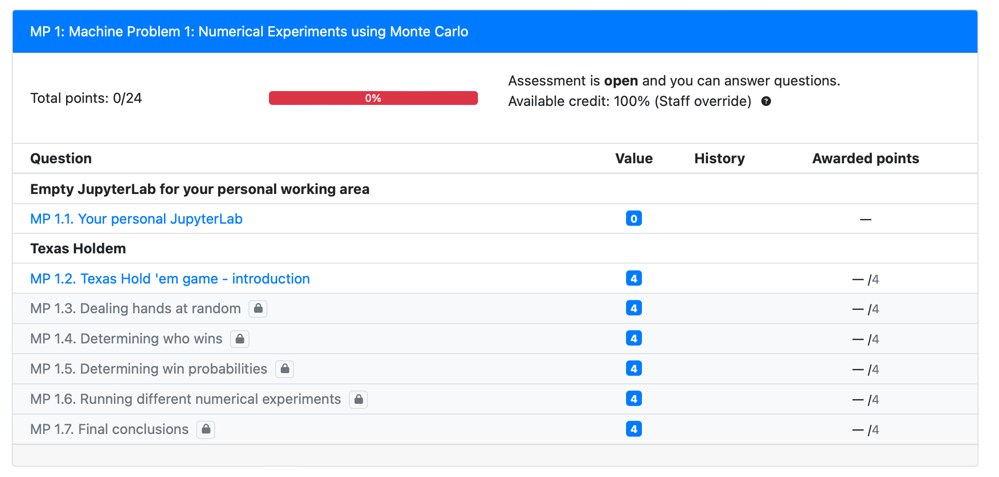 MP 1: Machine Problem 1: Numerical Experiments using Monte Carlo
Total points: 0/24
0%
Assessment is open and you can answer questions.
Available credit: 100% (Staff override) ?
Question Value History Awarded points
Empty JupyterLab for your personal working area
MP 1.1. Your personal JupyterLab 0 —
Texas Holdem
MP 1.2. Texas Hold 'em game - introduction 4 — /4
MP 1.3. Dealing hands at random 4 — /4
MP 1.4. Determining who wins 4 — /4
MP 1.5. Determining win probabilities 4 — /4
MP 1.6. Running different numerical experiments 4 — /4
MP 1.7. Final conclusions 4 — /4